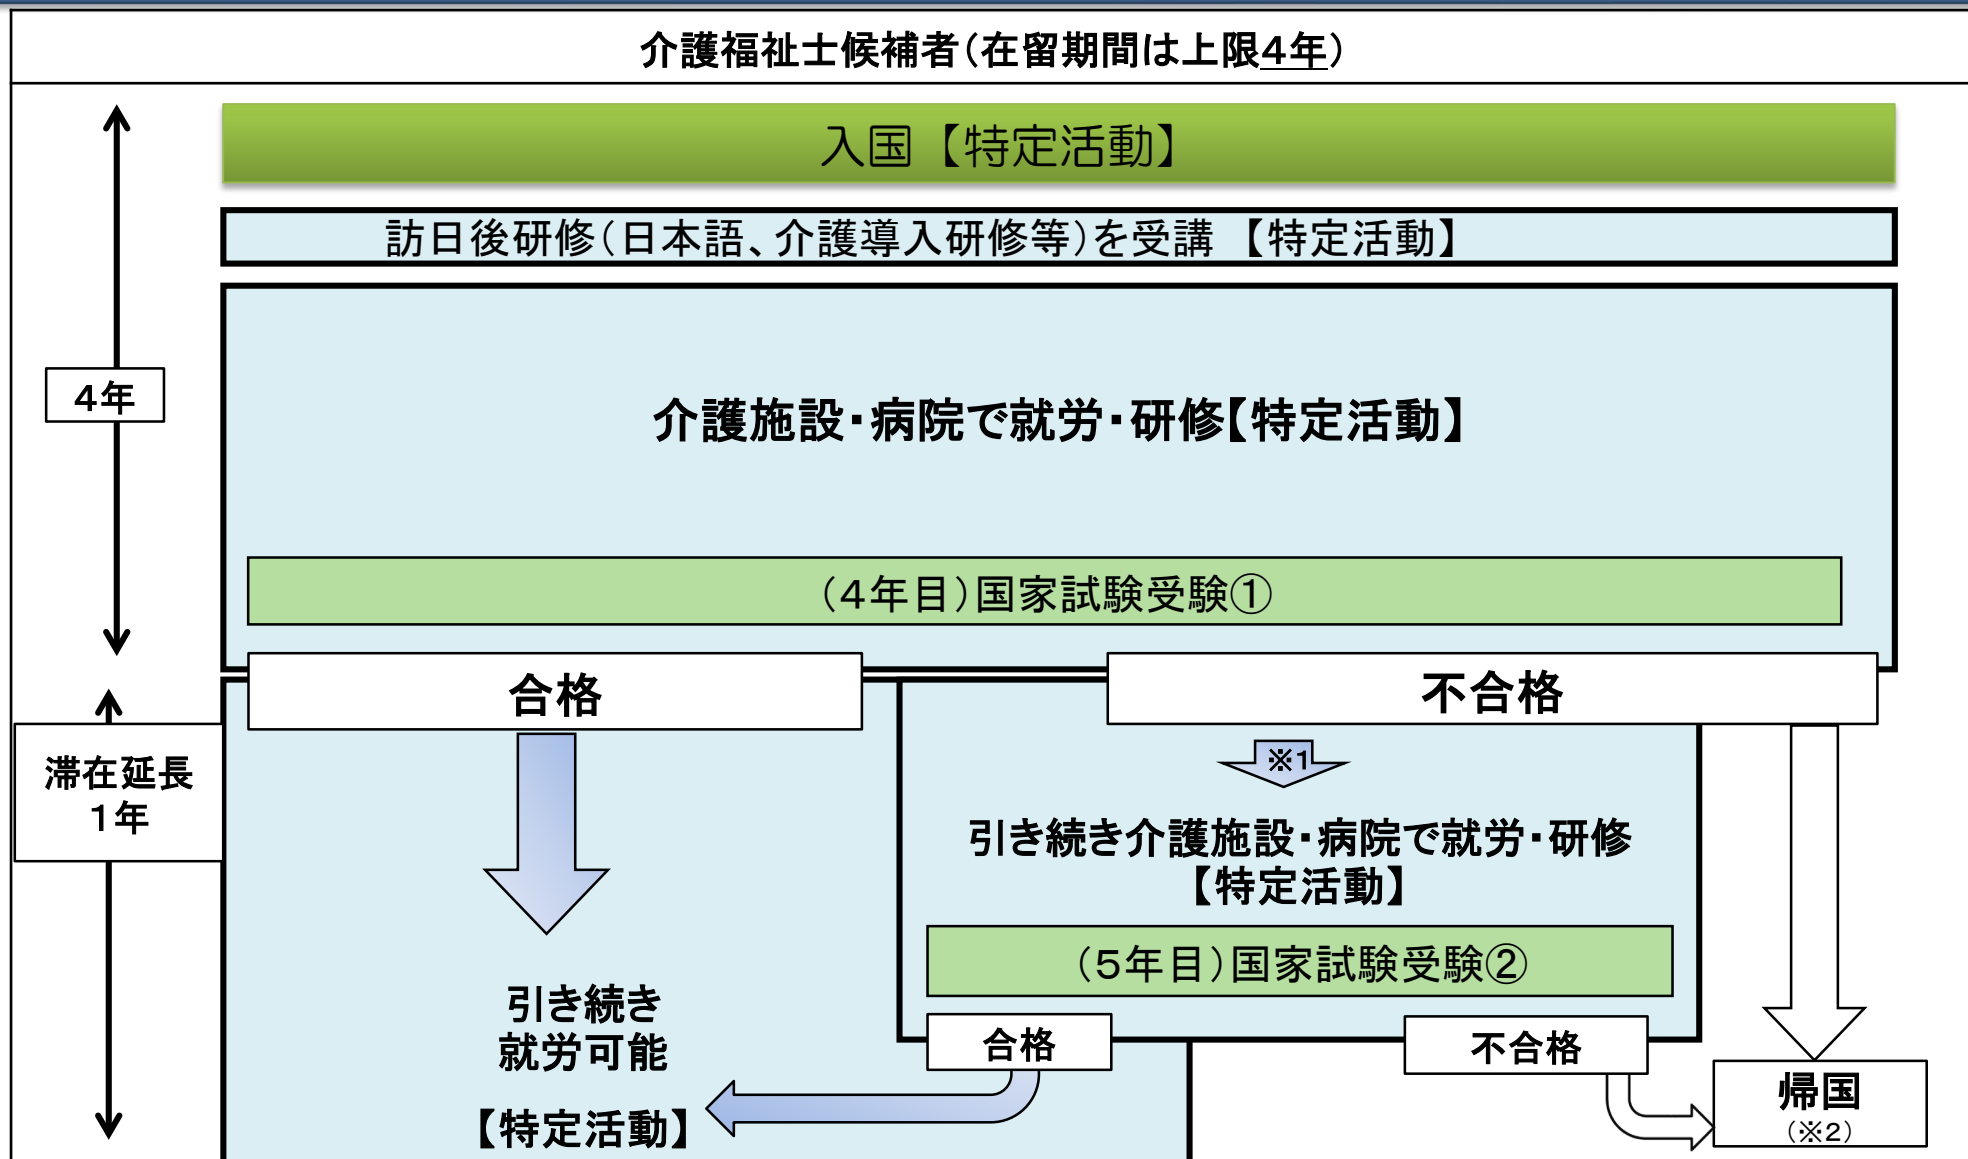 介護福祉士候補者(在留期間は上限4年)
入国【特定活動】
訪日後研修(日本語、介護導入研修等)を受講 【特定活動】
4年
介護施設・病院で就労・研修【特定活動】
(4年目)国家試験受験①
合格
不合格
滞在延長
1年
※1
引き続き介護施設・病院で就労・研修
【特定活動】
(5年目)国家試験受験②
引き続き
就労可能
【特定活動】
合格
不合格
帰国
(※2)